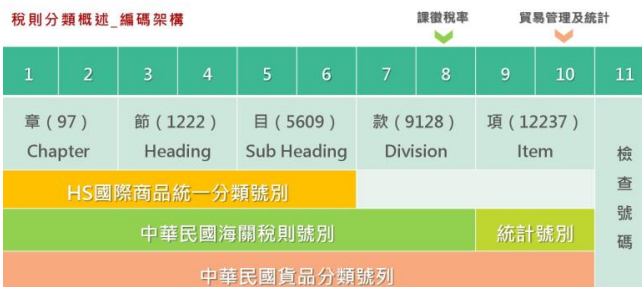 稅則分類概述_編碼架構
課徵稅率
貿易管理及統計
1 2 3 4 5 6 7 8 9 10 11
章（97） 節（1222） 目（5609） 款（9128） 項（12237）
Chapter Heading Sub Heading Division Item
檢查號碼
HS國際商品統一分類號別
中華民國海關稅則號別 統計號別
中華民國貨品分類號列